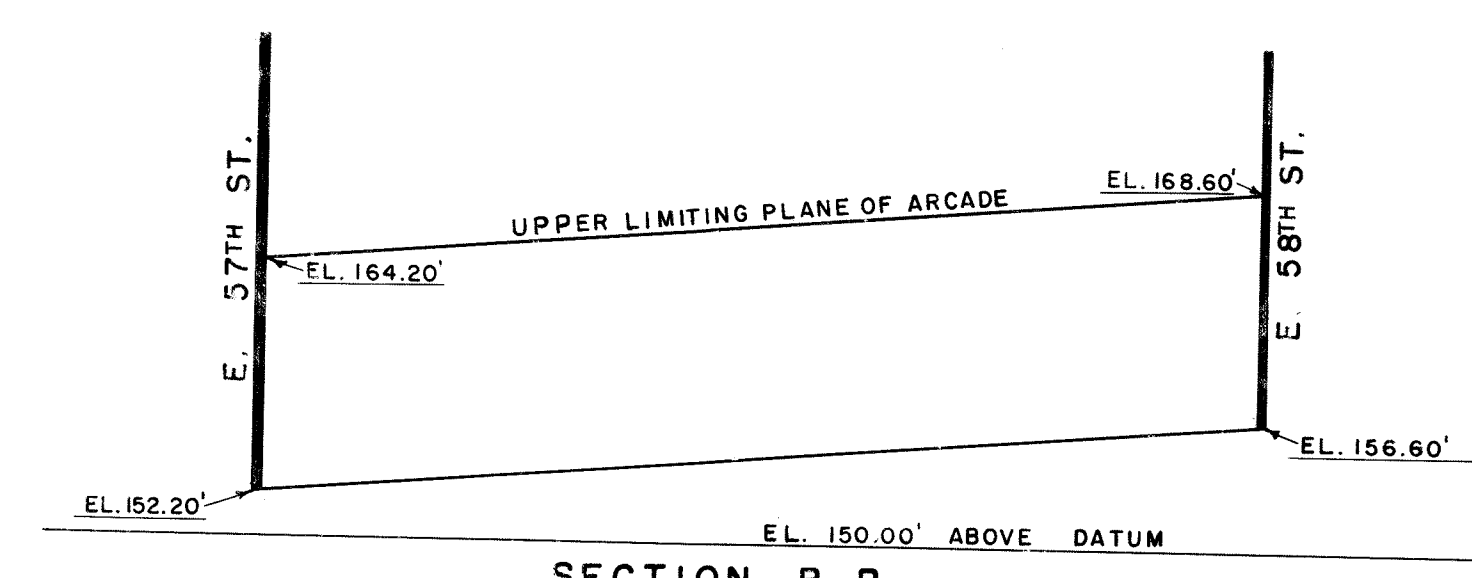 E. 57TH ST.
UPPER LIMITING PLANE OF ARCADE
EL. 168.60'
EL. 164.20'
E. 58TH ST.
EL. 156.60'
EL. 152.20'
EL. 150.00' ABOVE DATUM
SECTION